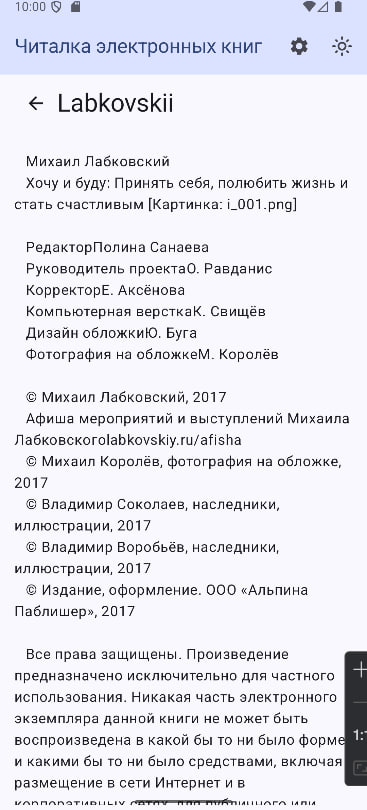 10:00
Читалка электронных книг
Labkovskii
Михаил Лабковский
Хочу и буду: Принять себя, полюбить жизнь и
стать счастливым [Картинка: i_001.png]
РедакторПолина Санаева
Руководитель проектаО. Равданис
КорректорЕ. Аксёнова
Компьютерная версткаК. Свищёв
Дизайн обложкиЮ. Буга
Фотография на обложкеМ. Королёв
© Михаил Лабковский, 2017
Афиша мероприятий и выступлений Михаила
Лабковскогоlabkovskiy.ru/afisha
© Михаил Королёв, фотография на обложке,
2017
© Владимир Соколаев, наследники,
иллюстрации, 2017
© Владимир Воробьёв, наследники,
иллюстрации, 2017
© Издание, оформление. ООО «Альпина
Паблишер», 2017
Все права защищены. Произведение
предназначено исключительно для частного
использования. Никакая часть электронного
экземпляра данной книги не может быть
воспроизведена в какой бы то ни было форме
и какими бы то ни было средствами, включая
размещение в сети Интернет и в
корпоративных сетях, для публичного или